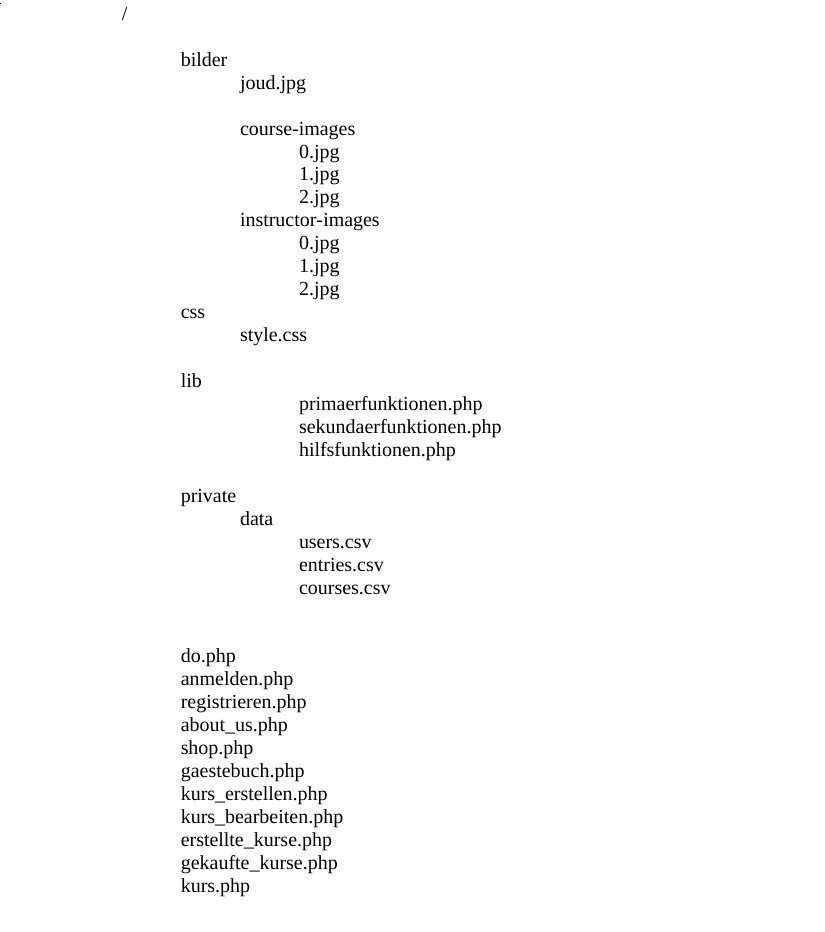 /
bilder
joud.jpg
course-images
0.jpg
1.jpg
2.jpg
instructor-images
0.jpg
1.jpg
2.jpg
css
style.css
lib
primaerfunktionen.php
sekundaerfunktionen.php
hilfsfunktionen.php
private
data
users.csv
entries.csv
courses.csv
do.php
anmelden.php
registrieren.php
about_us.php
shop.php
gaestebuch.php
kurs_erstellen.php
kurs_bearbeiten.php
erstellte_kurse.php
gekaufte_kurse.php
kurs.php